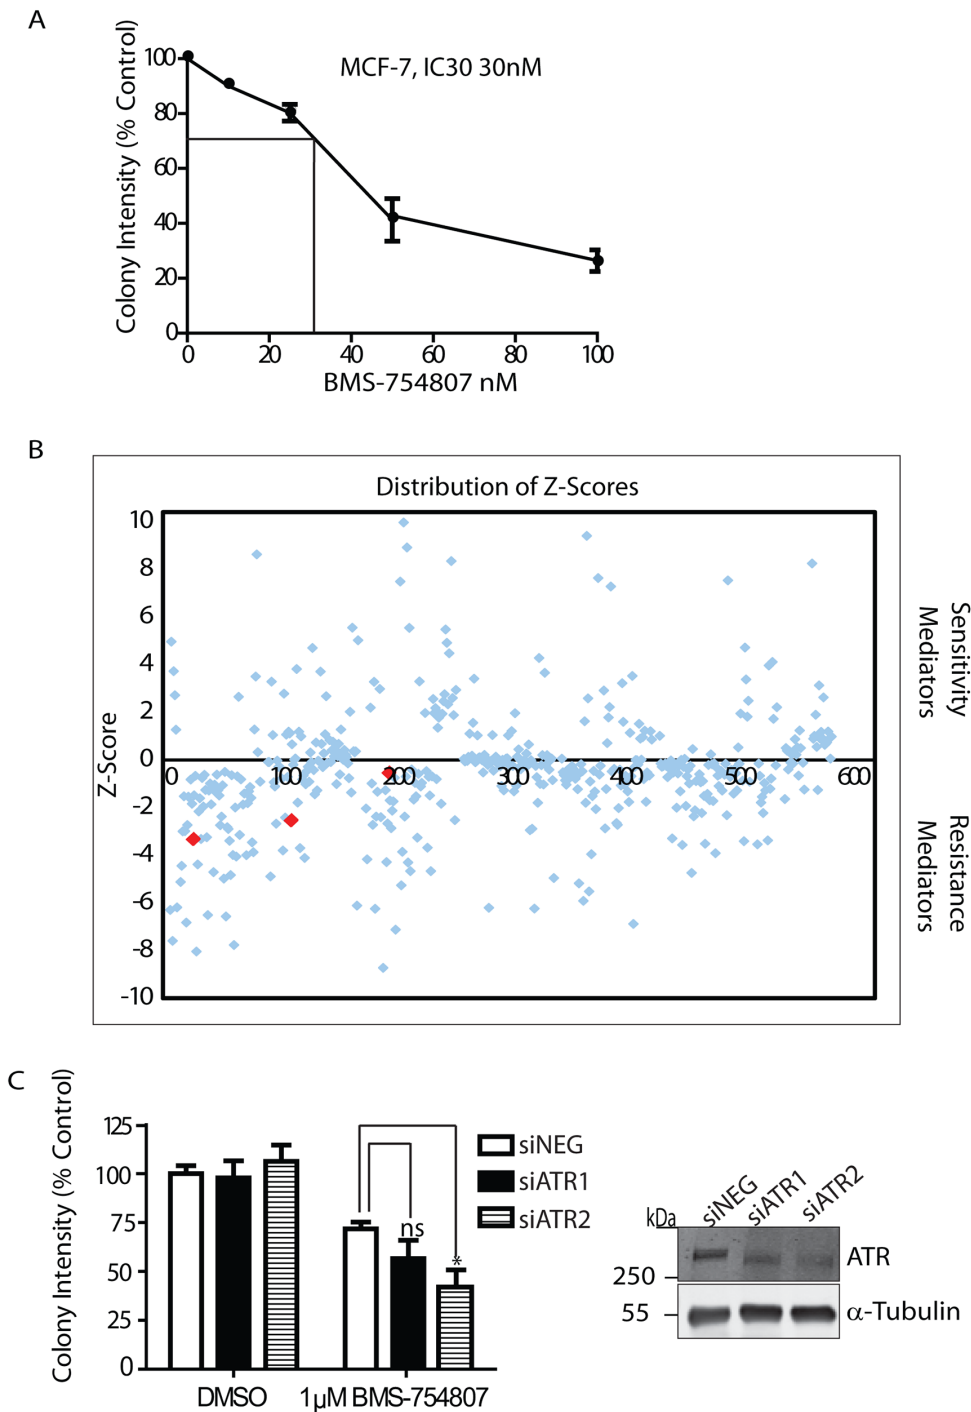 A
Colony Intensity (% Control)
100
80
60
40
20
0
MCF-7, IC30 30nM
0 20 40 60 80 100
BMS-754807 nM
B
Distribution of Z-Scores
Z-Score
10
8
6
4
2
0
-2
-4
-6
-8
-10
0 100 200 300 400 500 600
Sensitivity
Mediators
Resistance
Mediators
C
Colony Intensity (% Control)
125
100
75
50
25
0
ns
*
siNEG
siATR1
siATR2
DMSO 1µM BMS-754807
kDa siNEG siATR1 siATR2
ATR
250
55
α-Tubulin